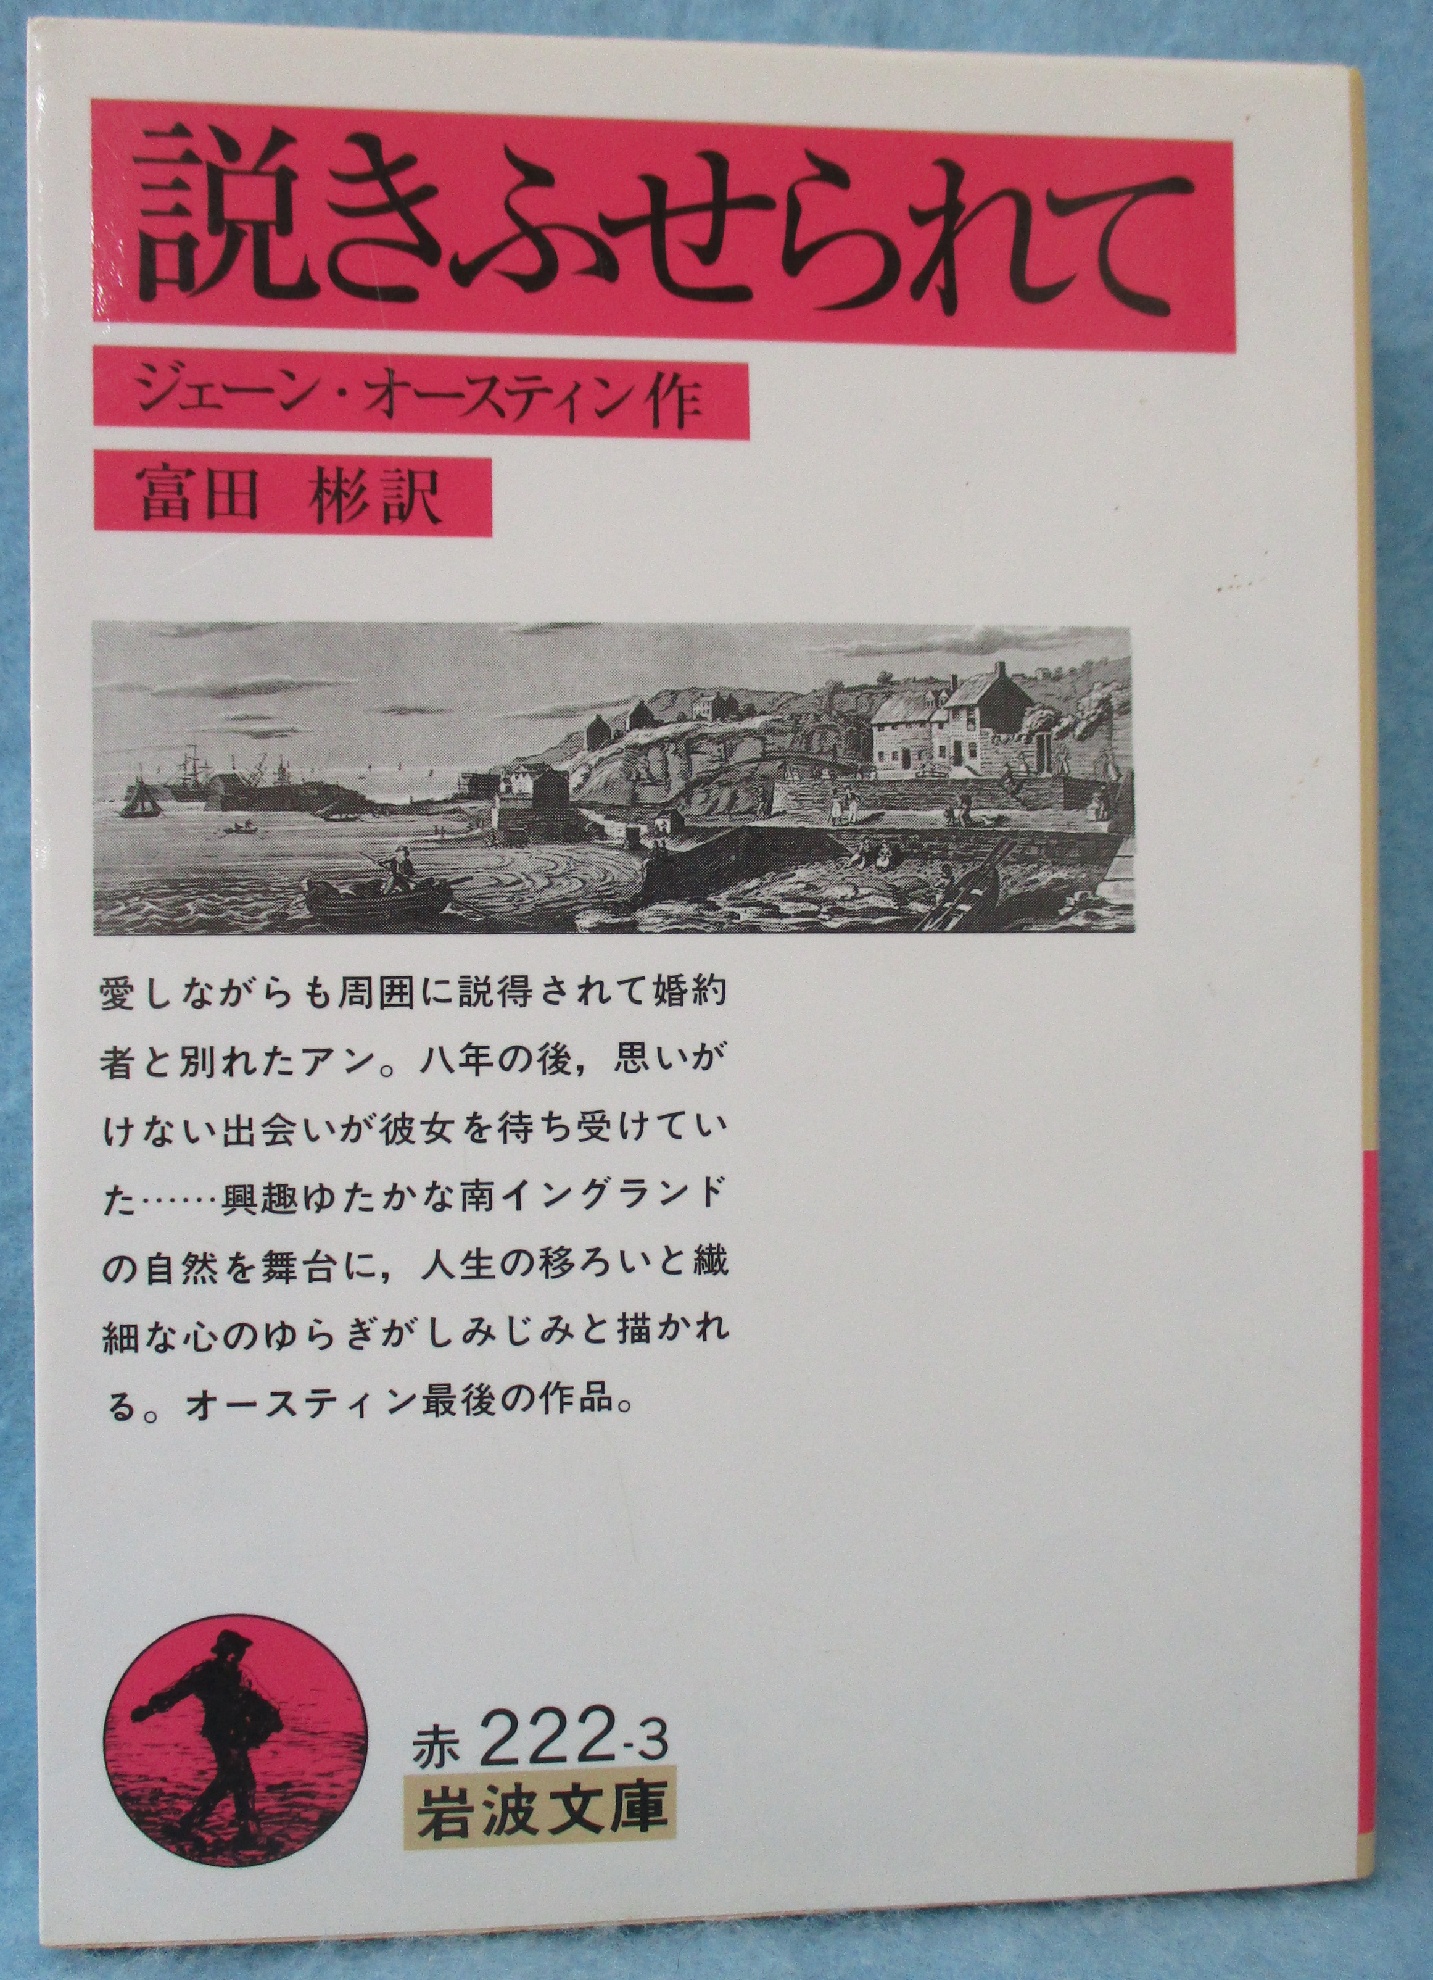 説きふせられて
ジェーン・オースティン作
富田 彬訳
愛しながらも周囲に説得されて婚約
者と別れたアン。八年の後，思いが
けない出会いが彼女を待ち受けてい
た……興趣ゆたかな南イングランド
の自然を舞台に，人生の移ろいと繊
細な心のゆらぎがしみじみと描かれ
る。オースティン最後の作品。
赤 222-3
岩波文庫